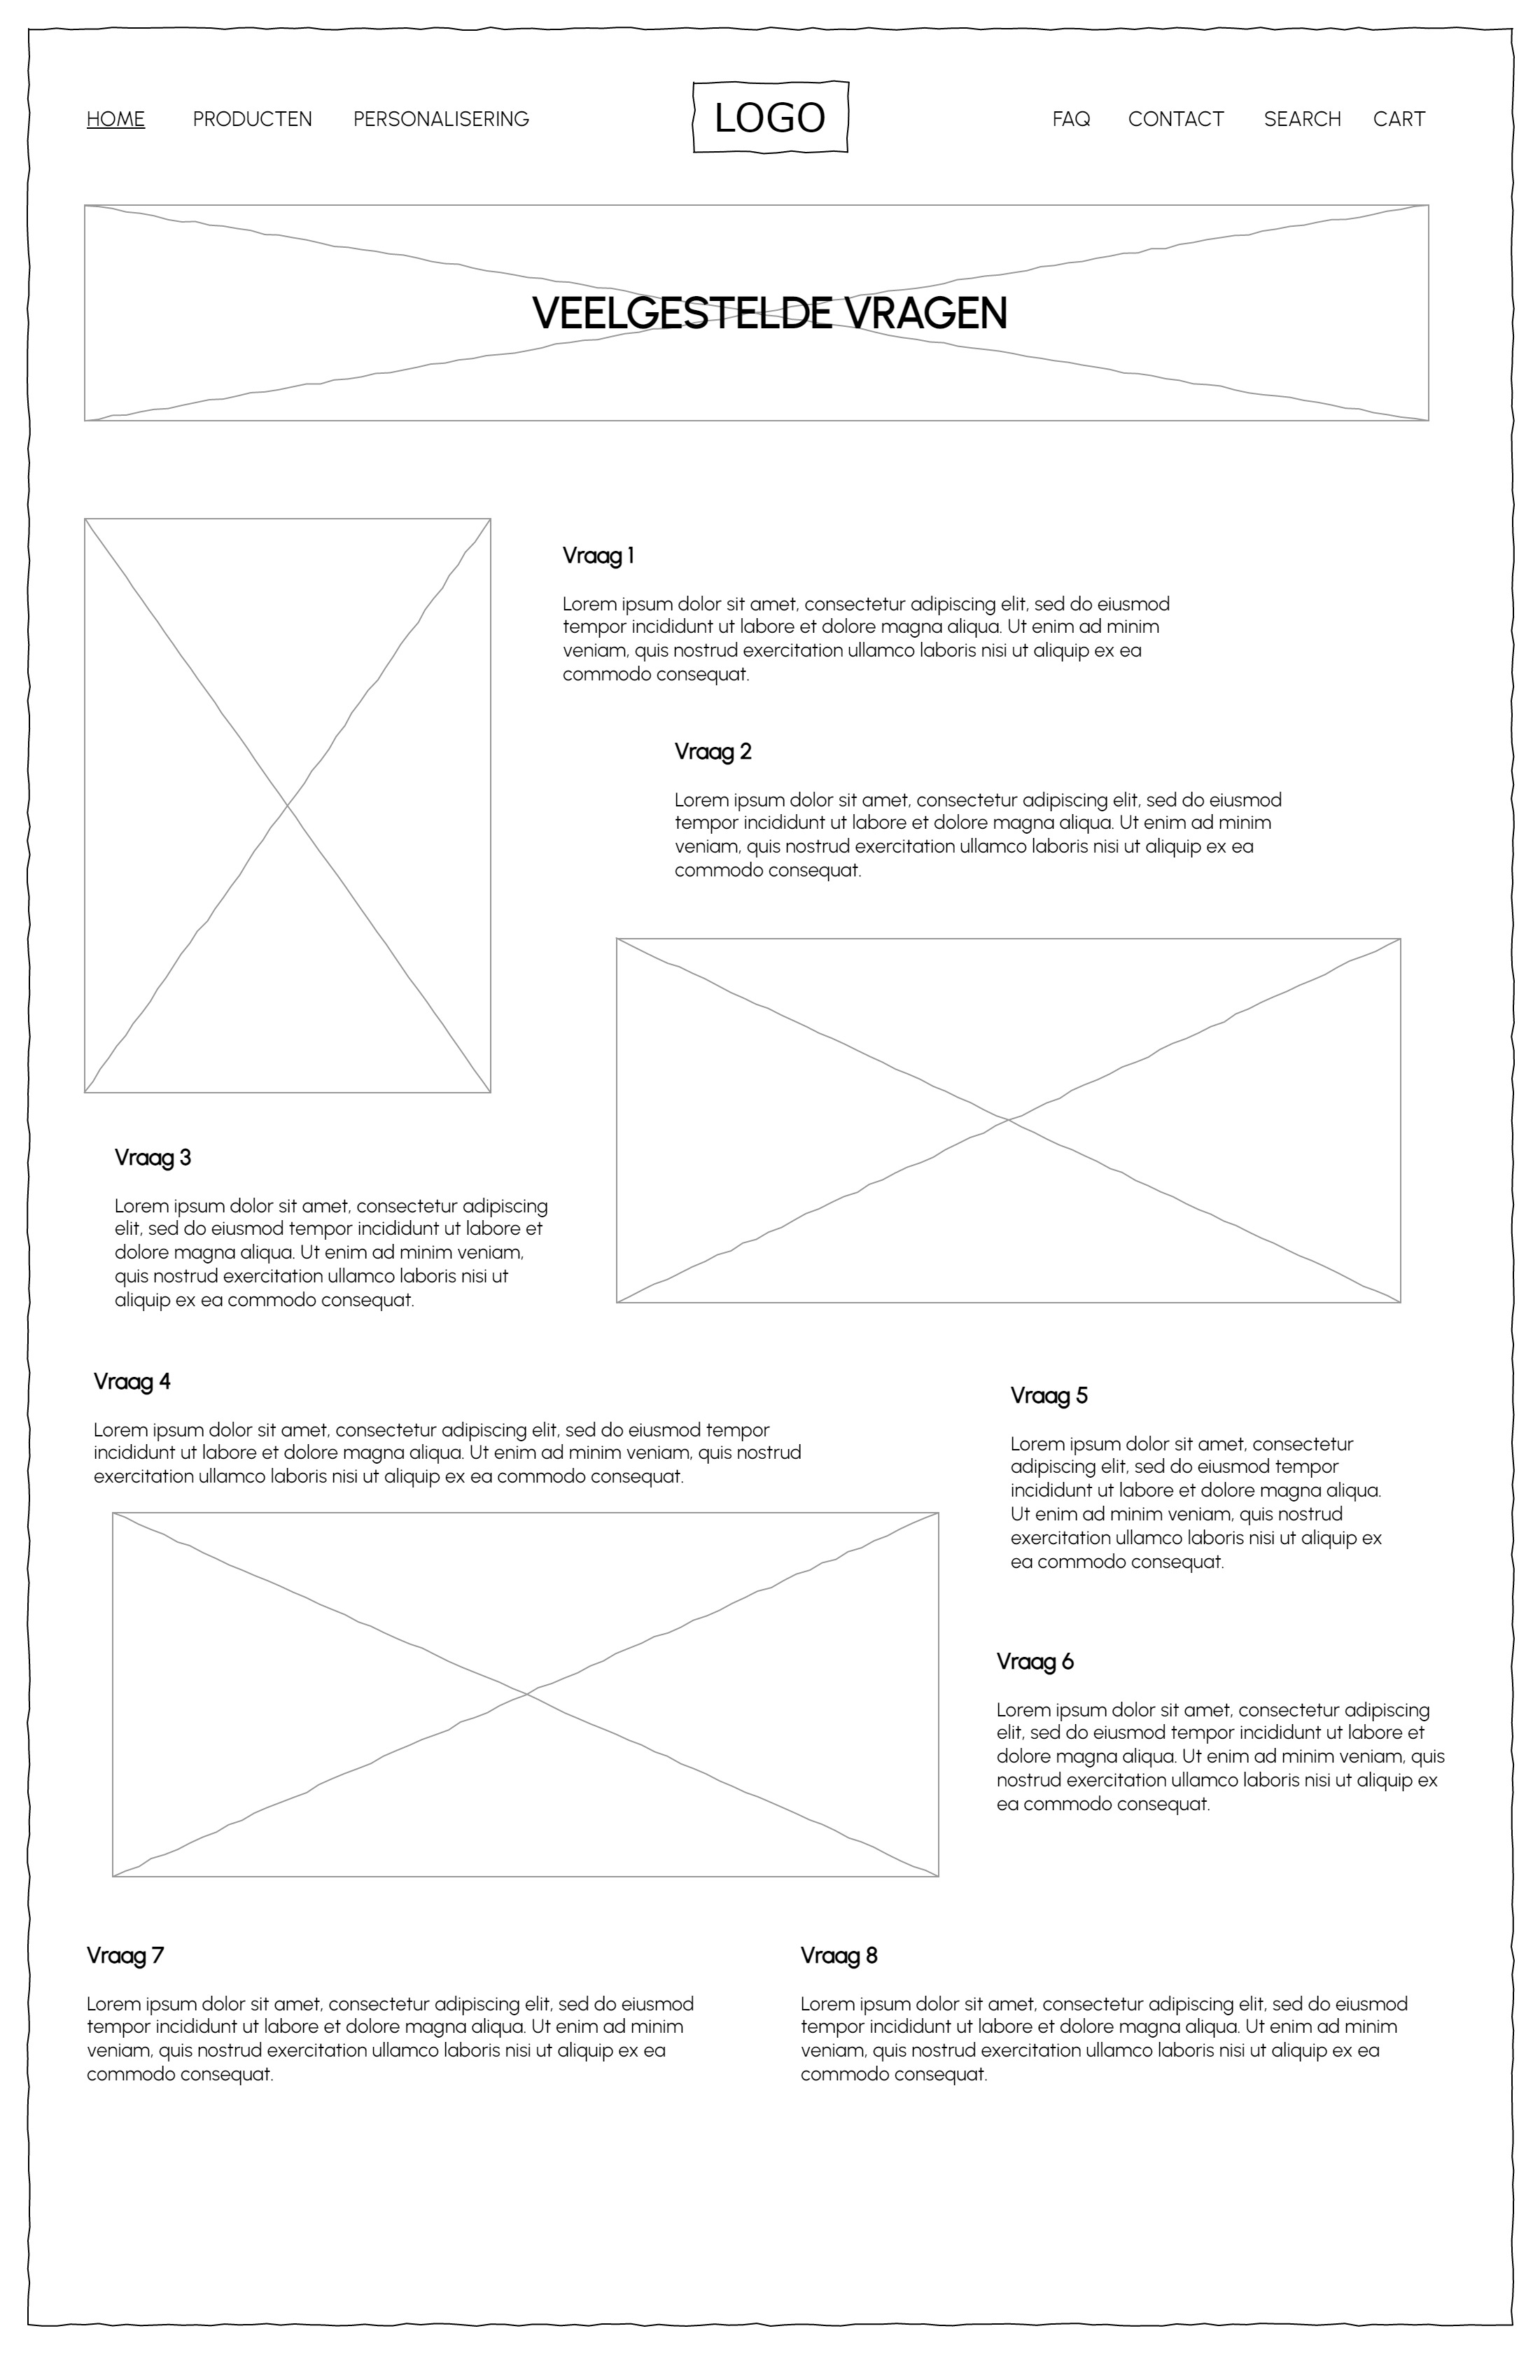 HOME PRODUCTEN PERSONALISERING LOGO FAQ CONTACT SEARCH CART
VEELGESTELDE VRAGEN
Vraag 1
Lorem ipsum dolor sit amet, consectetur adipiscing elit, sed do eiusmod
tempor incididunt ut labore et dolore magna aliqua. Ut enim ad minim
veniam, quis nostrud exercitation ullamco laboris nisi ut aliquip ex ea
commodo consequat.
Vraag 2
Lorem ipsum dolor sit amet, consectetur adipiscing elit, sed do eiusmod
tempor incididunt ut labore et dolore magna aliqua. Ut enim ad minim
veniam, quis nostrud exercitation ullamco laboris nisi ut aliquip ex ea
commodo consequat.
Vraag 3
Lorem ipsum dolor sit amet, consectetur adipiscing
elit, sed do eiusmod tempor incididunt ut labore et
dolore magna aliqua. Ut enim ad minim veniam,
quis nostrud exercitation ullamco laboris nisi ut
aliquip ex ea commodo consequat.
Vraag 4
Lorem ipsum dolor sit amet, consectetur adipiscing elit, sed do eiusmod tempor
incididunt ut labore et dolore magna aliqua. Ut enim ad minim veniam, quis nostrud
exercitation ullamco laboris nisi ut aliquip ex ea commodo consequat.
Vraag 5
Lorem ipsum dolor sit amet, consectetur
adipiscing elit, sed do eiusmod tempor
incididunt ut labore et dolore magna aliqua.
Ut enim ad minim veniam, quis nostrud
exercitation ullamco laboris nisi ut aliquip ex
ea commodo consequat.
Vraag 6
Lorem ipsum dolor sit amet, consectetur adipiscing
elit, sed do eiusmod tempor incididunt ut labore et
dolore magna aliqua. Ut enim ad minim veniam, quis
nostrud exercitation ullamco laboris nisi ut aliquip ex
ea commodo consequat.
Vraag 7
Lorem ipsum dolor sit amet, consectetur adipiscing elit, sed do eiusmod
tempor incididunt ut labore et dolore magna aliqua. Ut enim ad minim
veniam, quis nostrud exercitation ullamco laboris nisi ut aliquip ex ea
commodo consequat.
Vraag 8
Lorem ipsum dolor sit amet, consectetur adipiscing elit, sed do eiusmod
tempor incididunt ut labore et dolore magna aliqua. Ut enim ad minim
veniam, quis nostrud exercitation ullamco laboris nisi ut aliquip ex ea
commodo consequat.